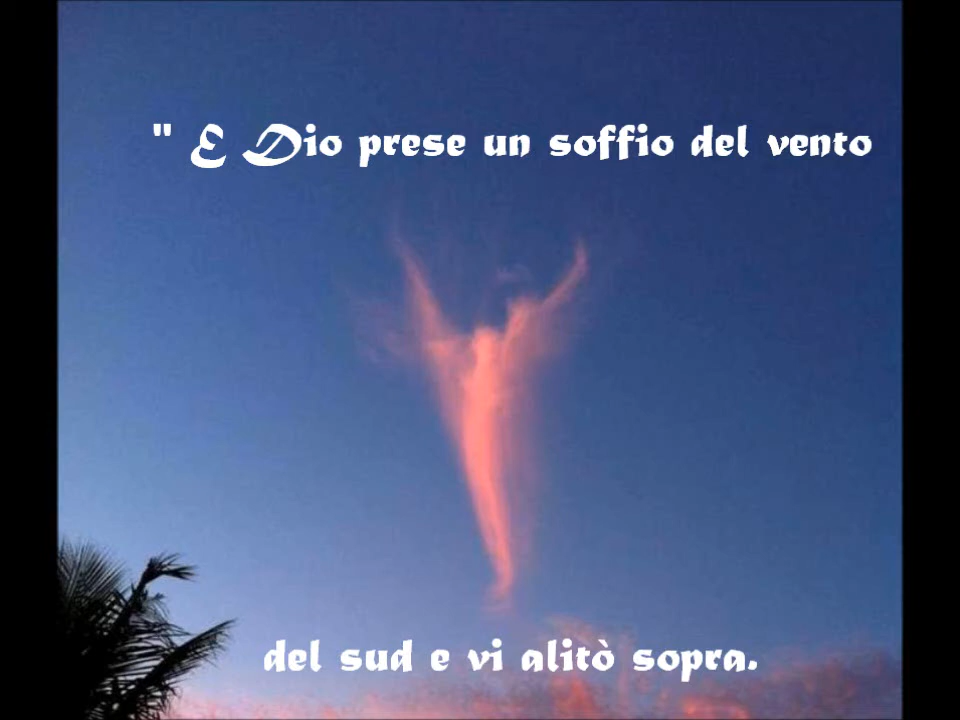 " E Dio prese un soffio del vento
del sud e vi alitò sopra.